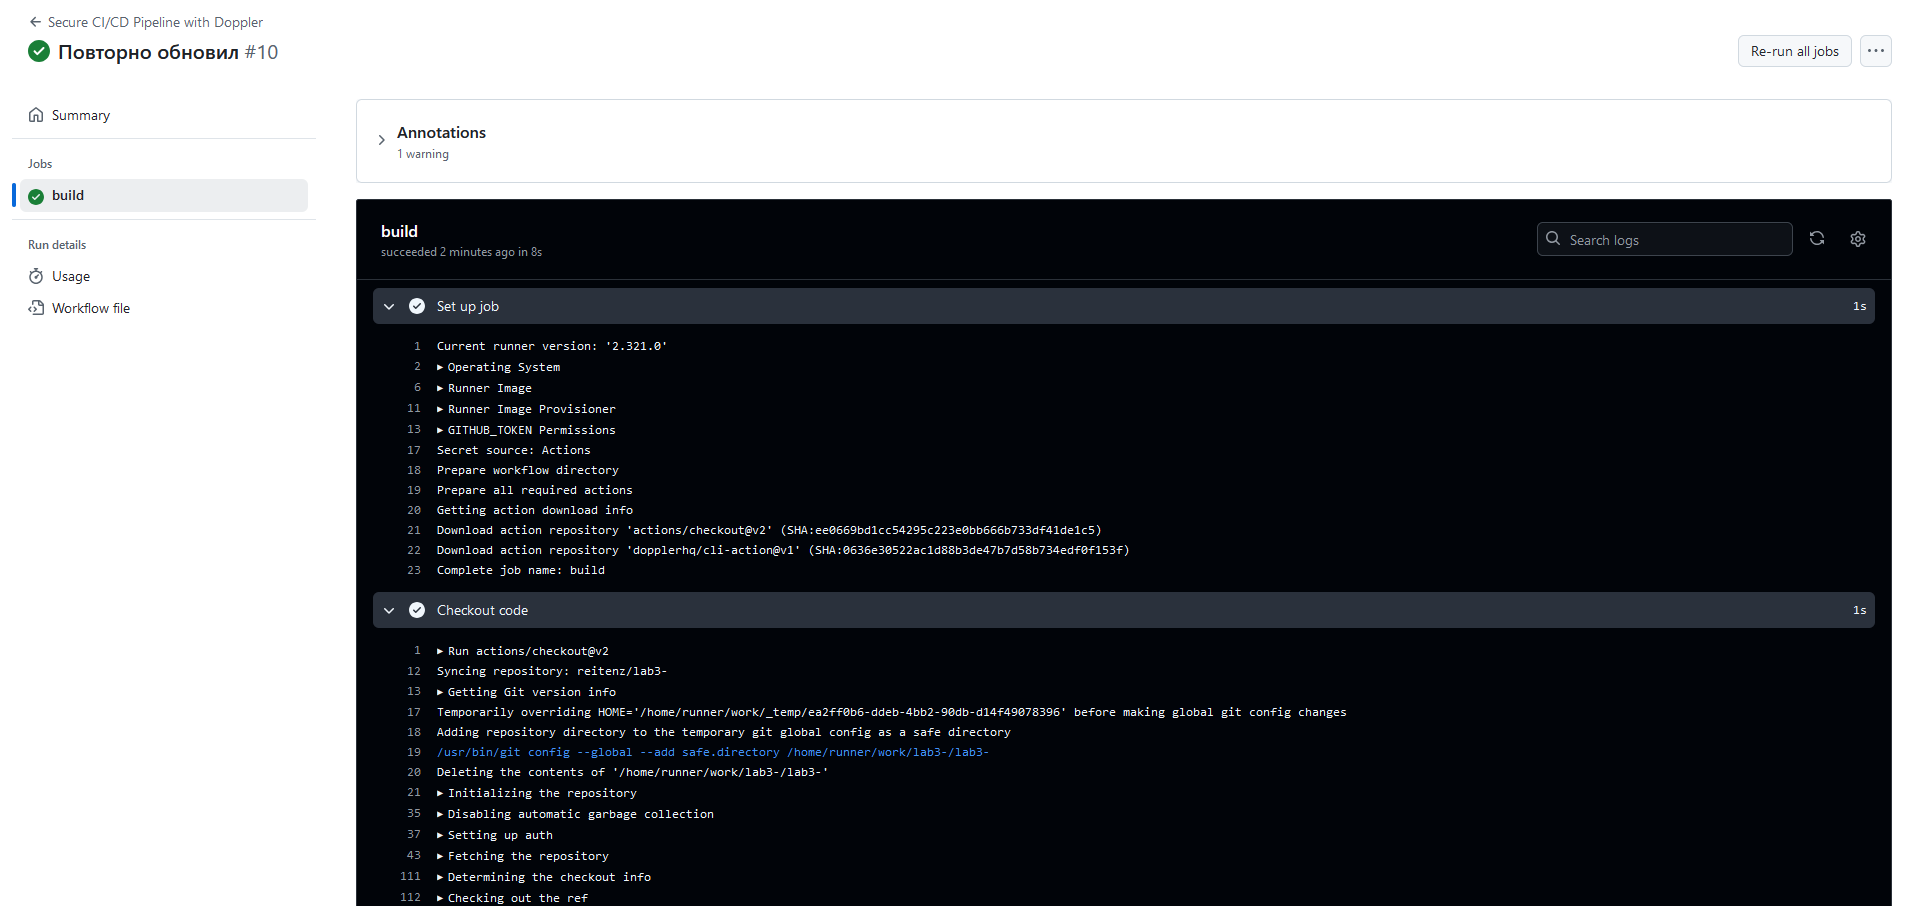 Secure CI/CD Pipeline with Doppler
Повторно обновил #10
Re-run all jobs
Summary
Jobs
build
Run details
Usage
Workflow file
Annotations
1 warning
build
succeeded 2 minutes ago in 8s
Search logs
Set up job 1s
1 Current runner version: '2.321.0'
2 Operating System
6 Runner Image
11 Runner Image Provisioner
13 GITHUB_TOKEN Permissions
17 Secret source: Actions
18 Prepare workflow directory
19 Prepare all required actions
20 Getting action download info
21 Download action repository 'actions/checkout@v2' (SHA:ee0669bd1cc54295c223e0bb666b733df41de1c5)
22 Download action repository 'dopplerhq/cli-action@v1' (SHA:0636e30522ac1d88b3de47b7d58b734edf0f153f)
23 Complete job name: build
Checkout code 1s
1 Run actions/checkout@v2
12 Syncing repository: reitenz/lab3-
13 Getting Git version info
17 Temporarily overriding HOME='/home/runner/work/_temp/ea2ff0b6-ddeb-4bb2-90db-d14f49078396' before making global git config changes
18 Adding repository directory to the temporary git global config as a safe directory
19 /usr/bin/git config --global --add safe.directory /home/runner/work/lab3-/lab3-
20 Deleting the contents of '/home/runner/work/lab3-/lab3-'
21 Initializing the repository
35 Disabling automatic garbage collection
37 Setting up auth
43 Fetching the repository
111 Determining the checkout info
112 Checking out the ref